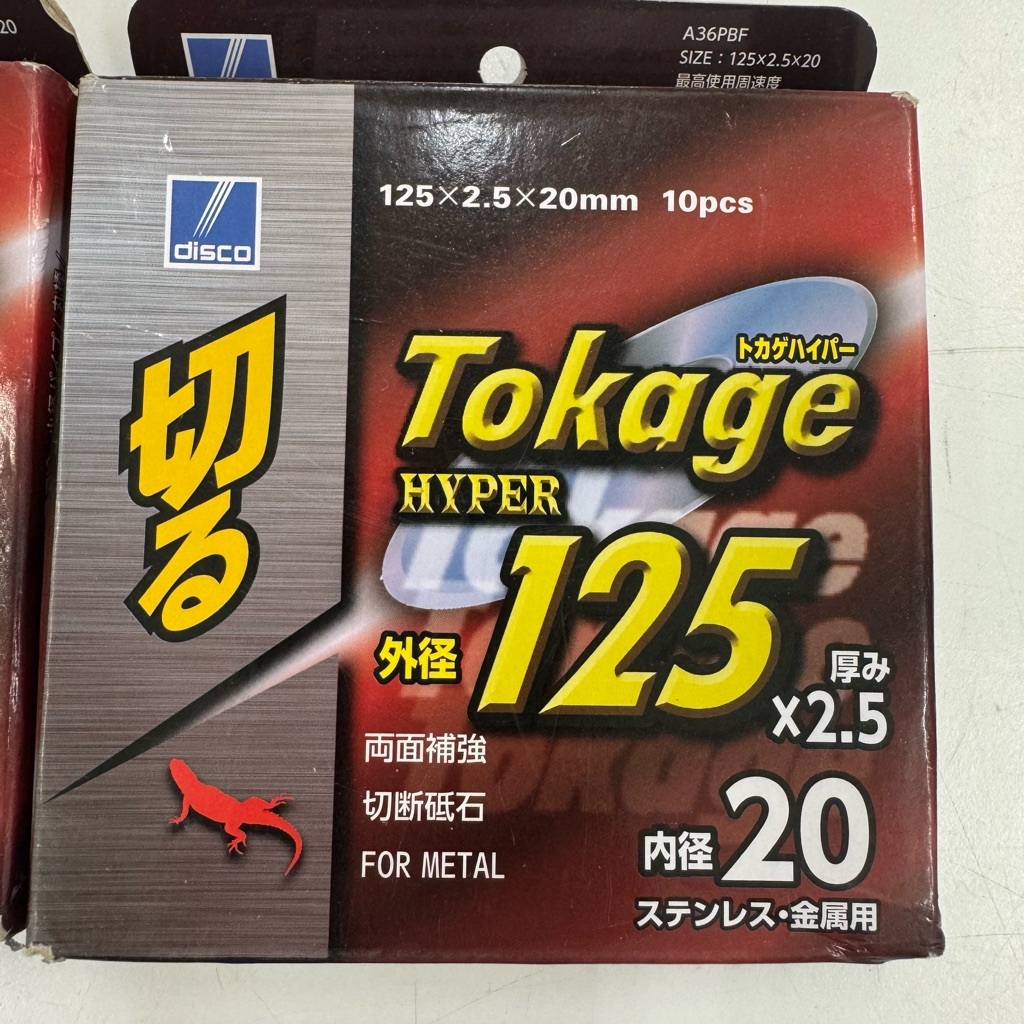 20
A36PBF
SIZE：125×2.5×20
最高使用周速度
125×2.5×20mm 10pcs
disco
切る
トカゲハイパー
Tokage
HYPER
125
外径
厚み
×2.5
両面補強
切断砥石
FOR METAL
内径 20
ステンレス・金属用